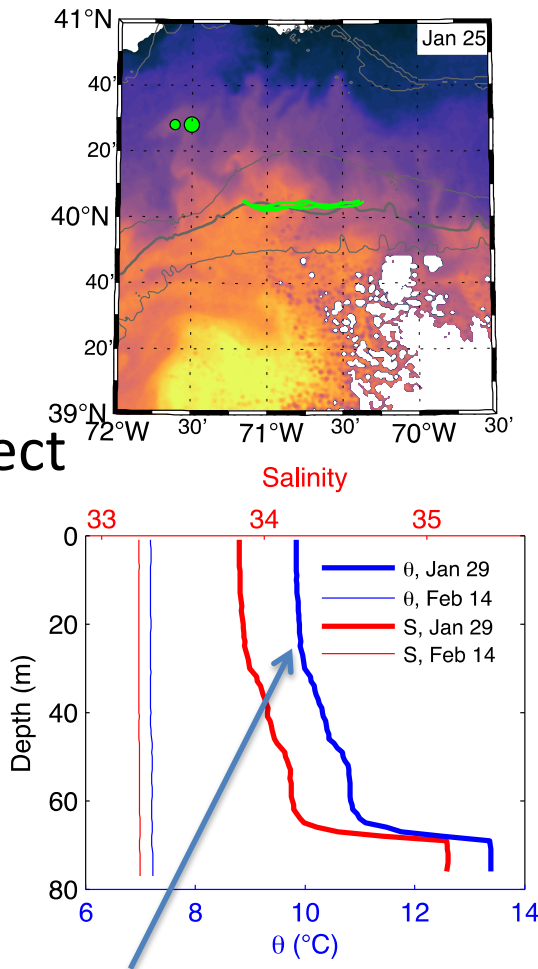 41°N
Jan 25
40'
20'
40°N
40'
20'
39°N
72°W 30' 71°W 30' 70°W 30'
ect
Salinity
33 34 35
0
20
40
60
80
Depth (m)
θ, Jan 29
θ, Feb 14
S, Jan 29
S, Feb 14
6 8 10 12 14
θ (°C)